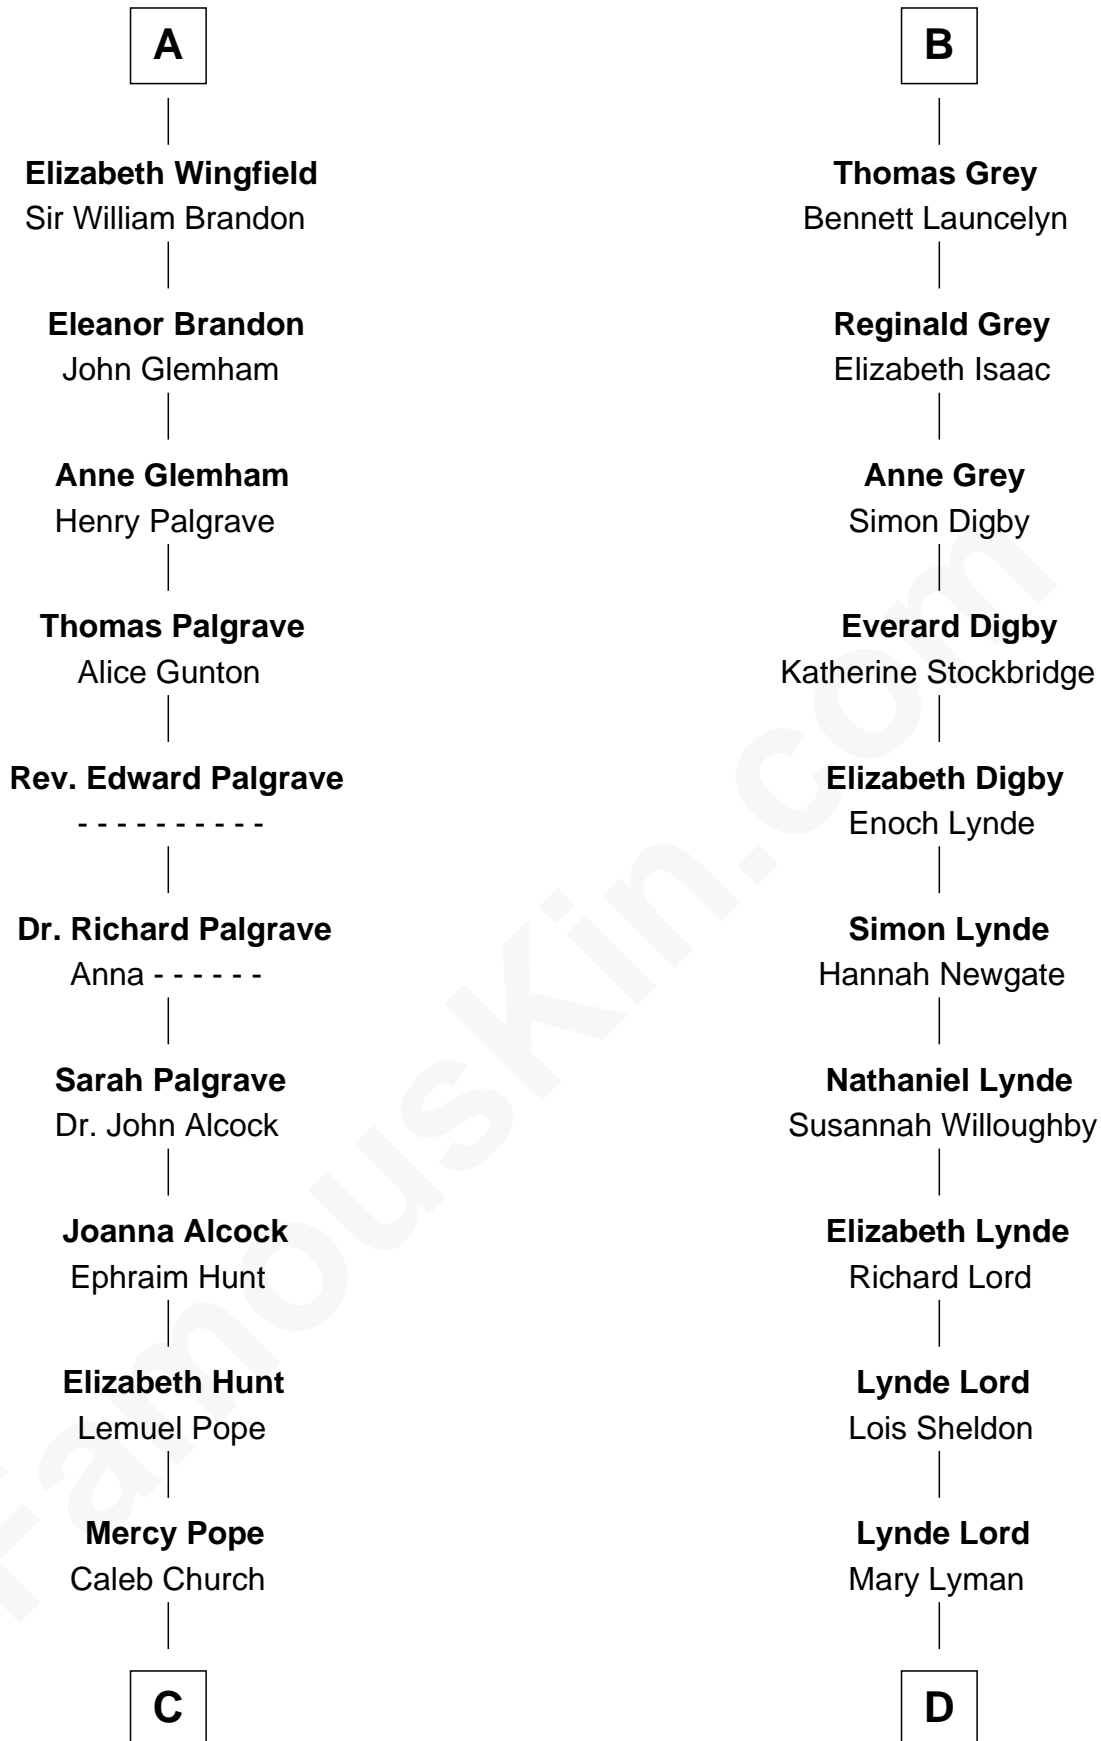 A
Elizabeth Wingfield
Sir William Brandon
Eleanor Brandon
John Glemham
Anne Glemham
Henry Palgrave
Thomas Palgrave
Alice Gunton
Rev. Edward Palgrave
- - - - - - - - - -
Dr. Richard Palgrave
Anna - - - - - -
Sarah Palgrave
Dr. John Alcock
Joanna Alcock
Ephraim Hunt
Elizabeth Hunt
Lemuel Pope
Mercy Pope
Caleb Church
C
B
Thomas Grey
Bennett Launcelyn
Reginald Grey
Elizabeth Isaac
Anne Grey
Simon Digby
Everard Digby
Katherine Stockbridge
Elizabeth Digby
Enoch Lynde
Simon Lynde
Hannah Newgate
Nathaniel Lynde
Susannah Willoughby
Elizabeth Lynde
Richard Lord
Lynde Lord
Lois Sheldon
Lynde Lord
Mary Lyman
D
FamousKin.com